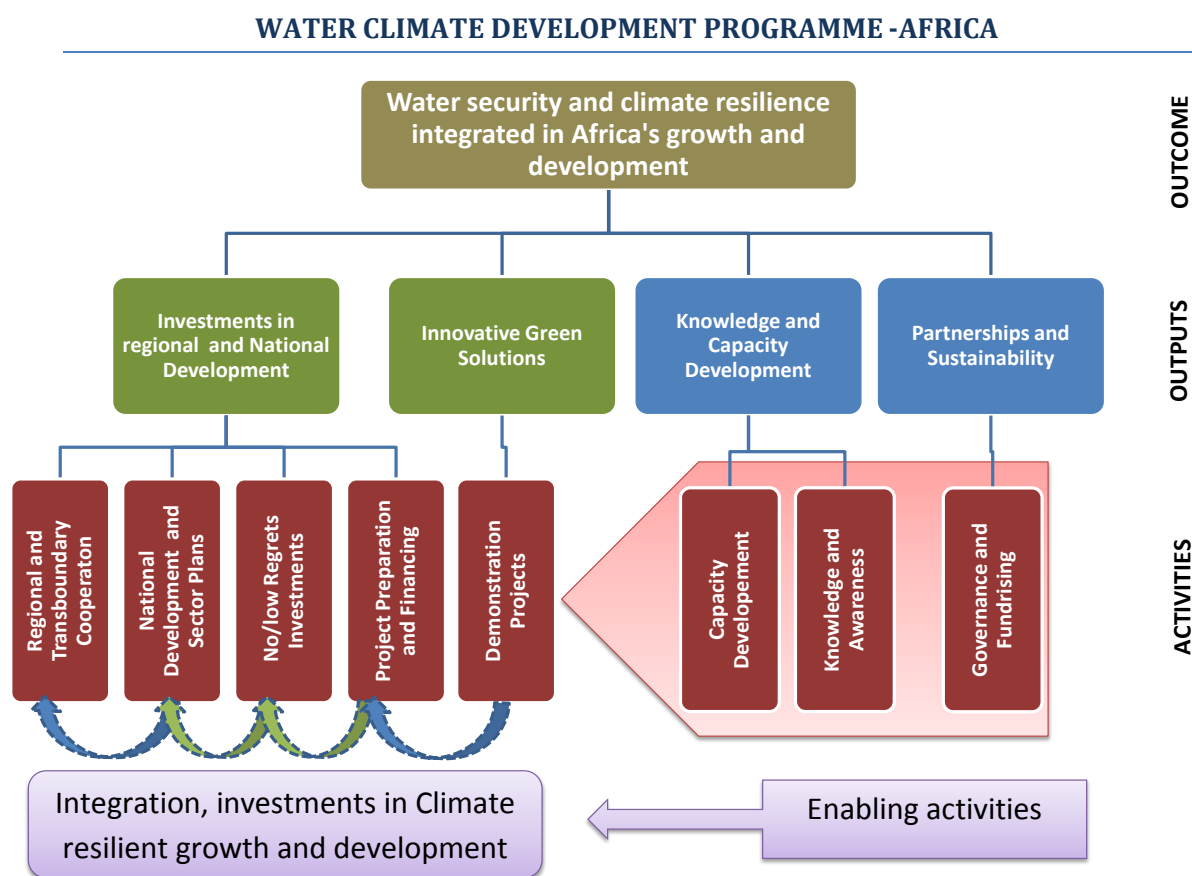 WATER CLIMATE DEVELOPMENT PROGRAMME -AFRICA
Water security and climate resilience
integrated in Africa's growth and
development
OUTCOME
Investments in
regional and National
Development
Innovative Green
Solutions
Knowledge and
Capacity
Development
Partnerships and
Sustainability
OUTPUTS
Regional and
Transboundary
Cooperaton
National
Development and
Sector Plans
No/low Regrets
Investments
Project Preparation
and Financing
Demonstration
Projects
Capacity
Developement
Knowledge and
Awareness
Governance and
Fundrising
ACTIVITIES
Integration, investments in Climate
resilient growth and development
Enabling activities